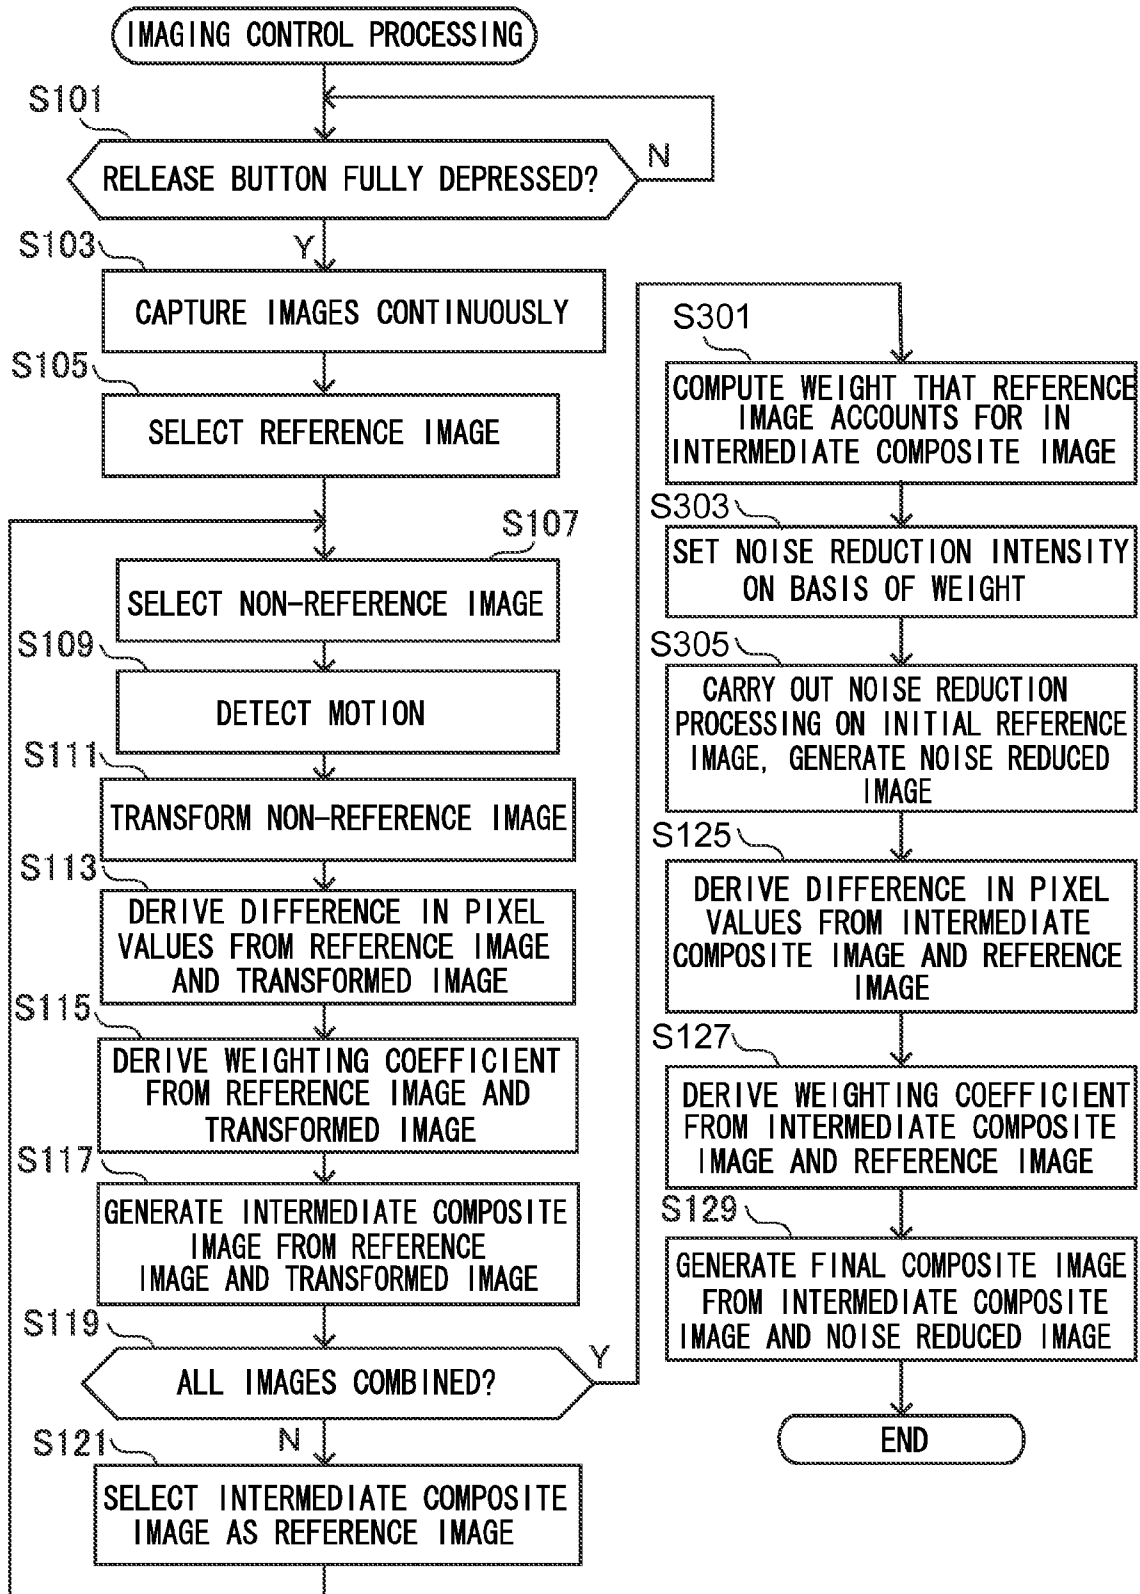 IMAGING CONTROL PROCESSING
S101
RELEASE BUTTON FULLY DEPRESSED?
N
Y
S103
CAPTURE IMAGES CONTINUOUSLY
S105
SELECT REFERENCE IMAGE
S107
SELECT NON-REFERENCE IMAGE
S109
DETECT MOTION
S111
TRANSFORM NON-REFERENCE IMAGE
S113
DERIVE DIFFERENCE IN PIXEL
VALUES FROM REFERENCE IMAGE
AND TRANSFORMED IMAGE
S115
DERIVE WEIGHTING COEFFICIENT
FROM REFERENCE IMAGE AND
TRANSFORMED IMAGE
S117
GENERATE INTERMEDIATE COMPOSITE
IMAGE FROM REFERENCE
IMAGE AND TRANSFORMED IMAGE
S119
ALL IMAGES COMBINED?
Y
N
S121
SELECT INTERMEDIATE COMPOSITE
IMAGE AS REFERENCE IMAGE
S301
COMPUTE WEIGHT THAT REFERENCE
IMAGE ACCOUNTS FOR IN
INTERMEDIATE COMPOSITE IMAGE
S303
SET NOISE REDUCTION INTENSITY
ON BASIS OF WEIGHT
S305
CARRY OUT NOISE REDUCTION
PROCESSING ON INITIAL REFERENCE
IMAGE, GENERATE NOISE REDUCED
IMAGE
S125
DERIVE DIFFERENCE IN PIXEL
VALUES FROM INTERMEDIATE
COMPOSITE IMAGE AND REFERENCE
IMAGE
S127
DERIVE WEIGHTING COEFFICIENT
FROM INTERMEDIATE COMPOSITE
IMAGE AND REFERENCE IMAGE
S129
GENERATE FINAL COMPOSITE IMAGE
FROM INTERMEDIATE COMPOSITE
IMAGE AND NOISE REDUCED IMAGE
END